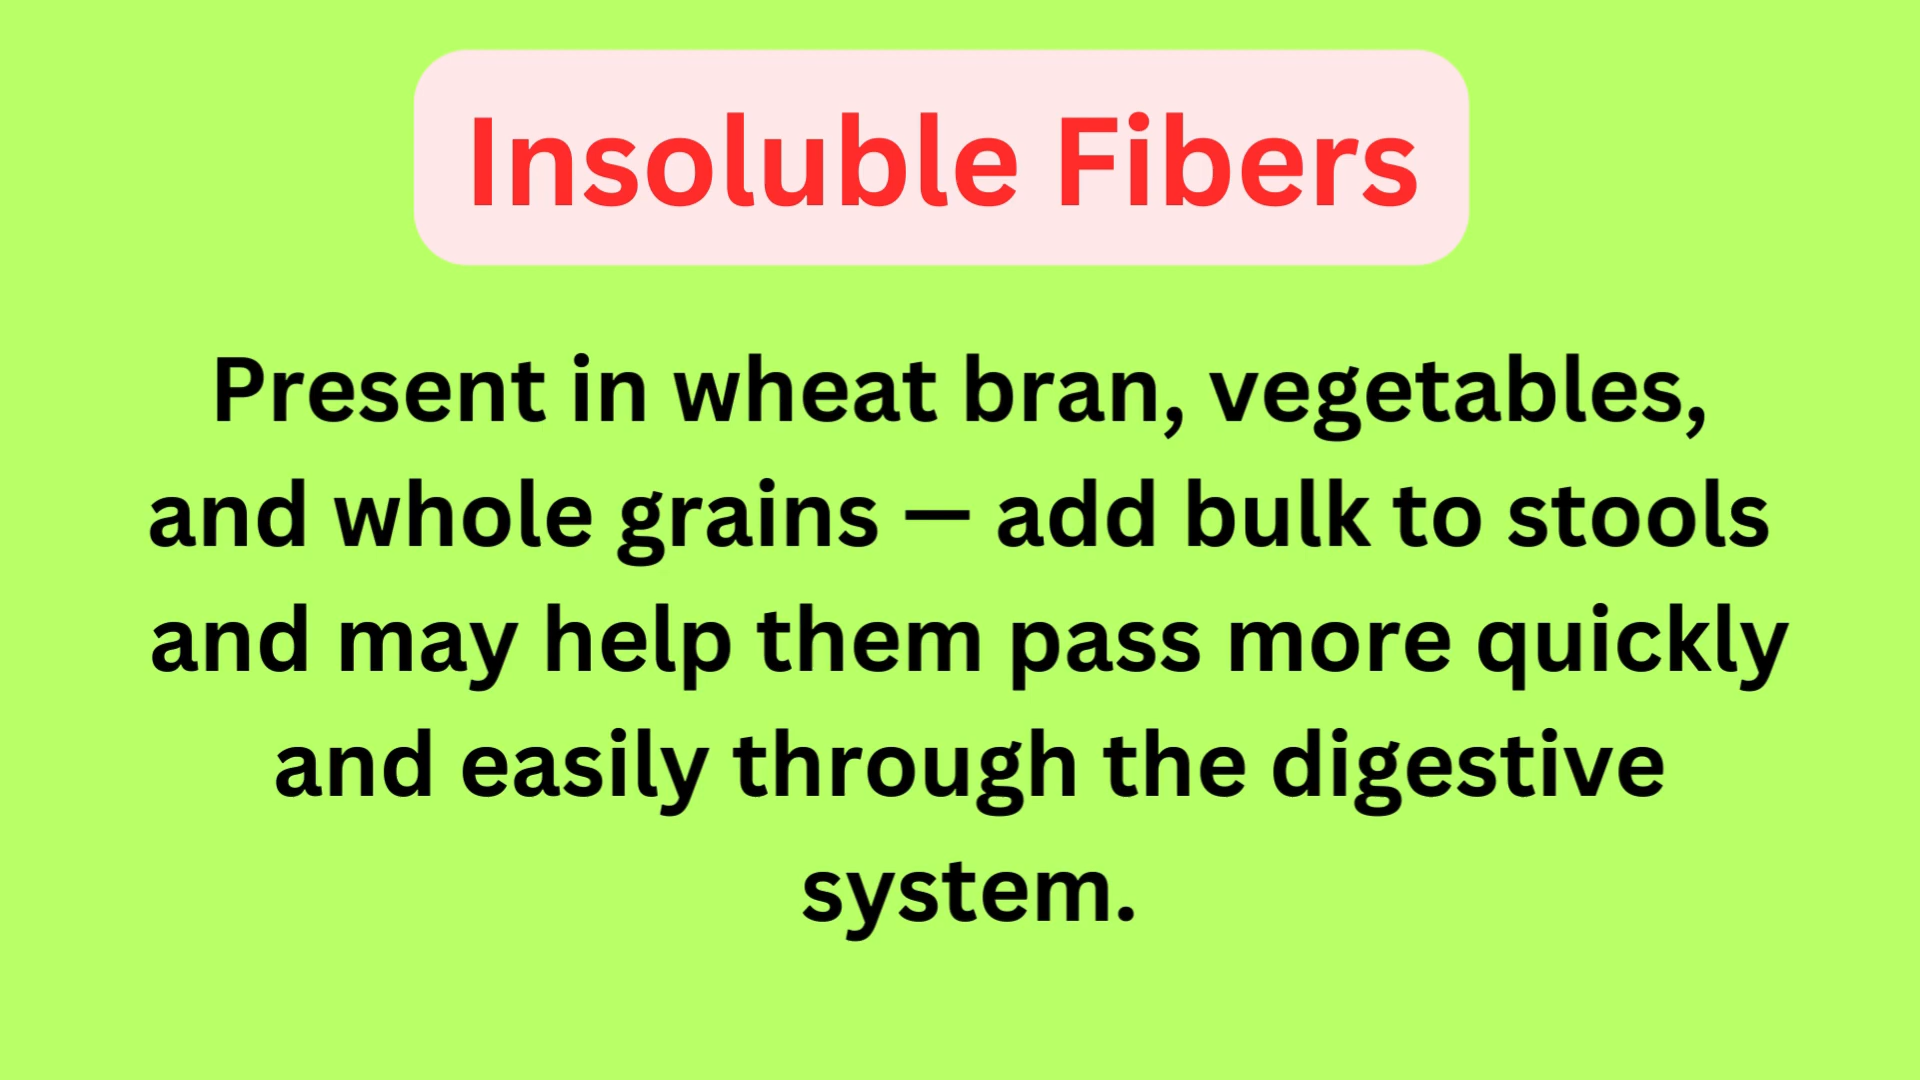 Insoluble Fibers
Present in wheat bran, vegetables,
and whole grains — add bulk to stools
and may help them pass more quickly
and easily through the digestive
system.